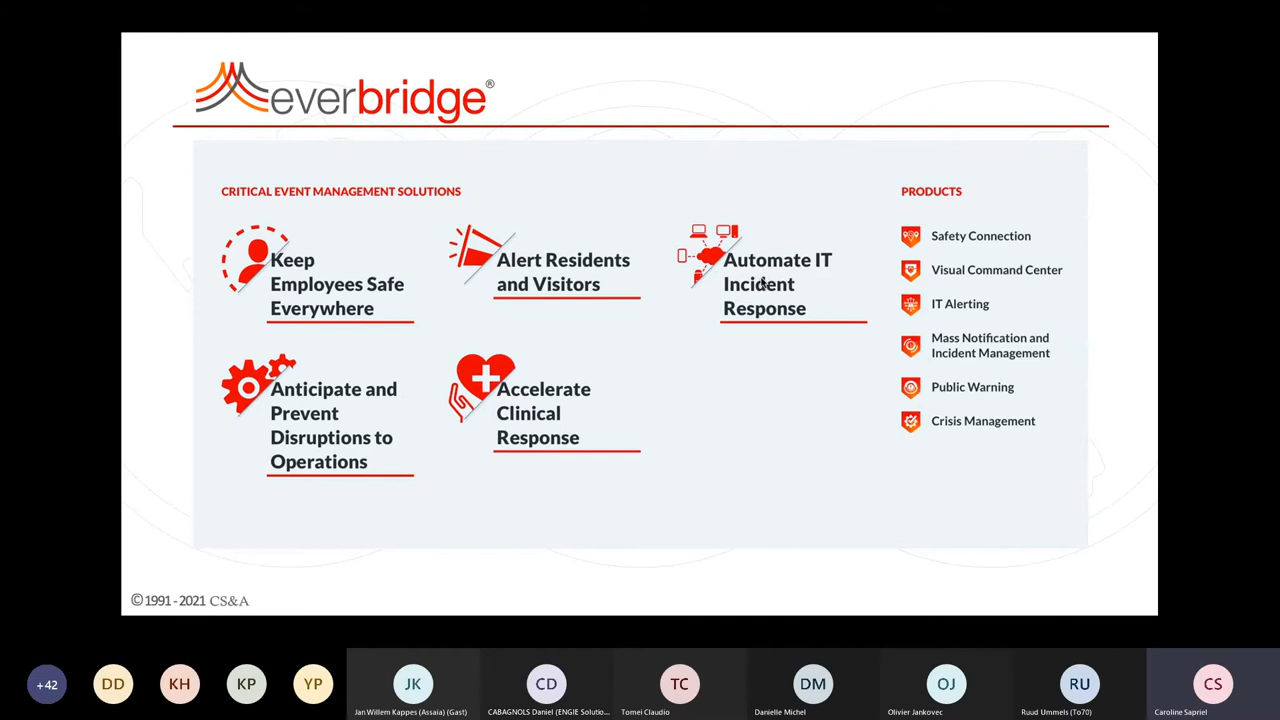 everbridge®
CRITICAL EVENT MANAGEMENT SOLUTIONS
Keep
Employees Safe
Everywhere
Alert Residents
and Visitors
Automate IT
Incident
Response
Anticipate and
Prevent
Disruptions to
Operations
Accelerate
Clinical
Response
PRODUCTS
Safety Connection
Visual Command Center
IT Alerting
Mass Notification and
Incident Management
Public Warning
Crisis Management
©1991-2021 CS&A
+42
DD
KH
KP
YP
JK
Jan Willem Kappes (Assaia) (Gast)
CD
CABAGNOLS Daniel (ENGIE Solutio...
TC
Tomei Claudio
DM
Danielle Michel
OJ
Olivier Jankovec
RU
Ruud Ummels (To70)
CS
Caroline Sapriel